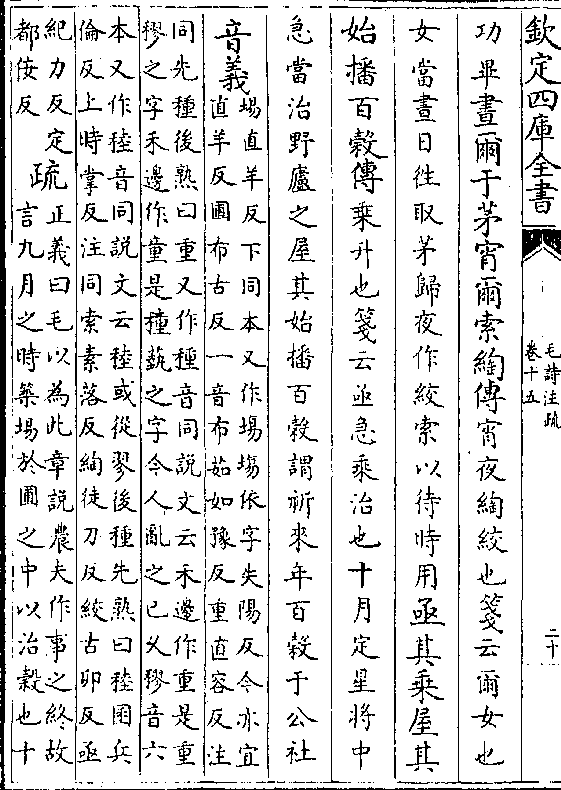 欽定四庫全書
毛詩注疏
卷十五
二十
功畢晝爾于茅宵爾索綯傳宵夜綯絞也箋云爾女也
女當晝日往取茅歸夜作絞索以待時用亟其乘屋其
始播百穀傳乘升也箋云亟急乘治也十月定星將中
急當治野廬之屋其始播百穀謂祈來年百穀于公社
音義
場直羊反下同本又作塲塲依字失陽反今亦宜
直羊反圃布古反一音布茹如豫反重直容反注
同先種後熟曰重又作種音同說文云禾邊作重是重
穋之字禾邊作童是種蓺之字今人亂之已久穋音六
本又作稑音同說文云稑或從翏後種先熟曰稑囷兵
倫反上時掌反注同索素落反綯徒刀反絞古卯反亟
紀力反定
都佞反
疏
正義曰毛以為此章說農夫作事之終故
言九月之時築場於圃之中以治穀也十